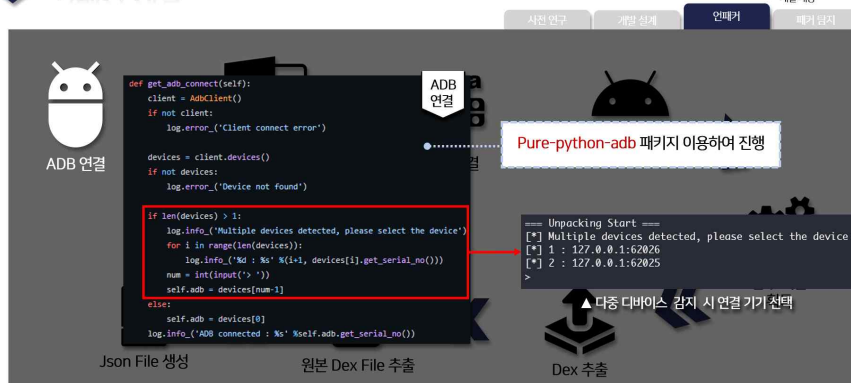 사전 연구
개발 설계
언패커
패커 탐지
def get_adb_connect(self):
client = AdbClient()
if not client:
log.error_('Client connect error')
devices = client.devices()
if not devices:
log.error_('Device not found')
if len(devices) > 1:
log.info_('Multiple devices detected, please select the device')
for i in range(len(devices)):
log.info_('%d : %s' %(i+1, devices[i].get_serial_no()))
num = int(input('> '))
self.adb = devices[num-1]
else:
self.adb = devices[0]
log.info_('ADB connected : %s' %self.adb.get_serial_no())
ADB
연결
ADB 연결
Pure-python-adb 패키지 이용하여 진행
=== Unpacking Start ===
[*] Multiple devices detected, please select the device
[*] 1 : 127.0.0.1:62026
[*] 2 : 127.0.0.1:62025
>
▲ 다중 디바이스 감지 시 연결 기기 선택
Json File 생성
원본 Dex File 추출
Dex 추출